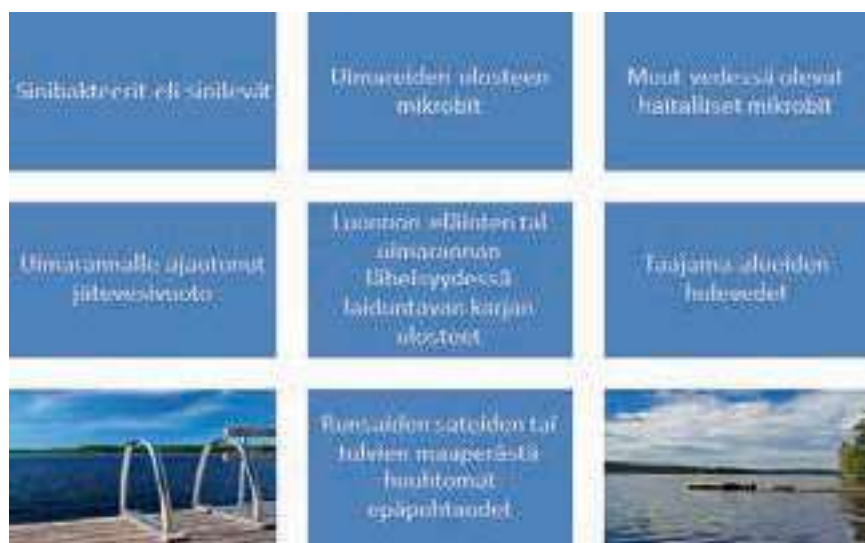 Sinibakteerit eli sinilevät
Uimareiden ulosteen
mikrobit
Muut vedessä olevat
haitalliset mikrobit
Uimarannalle ajautunut
jätevesivuoto
Luonnon eläinten tai
uimarannan
läheisyydessä
laiduntavan karjan
ulosteet
Taajama-alueiden
hulevedet
Runsaiden sateiden tai
tulvien maaperästä
huuhtomat
epäpuhtaudet